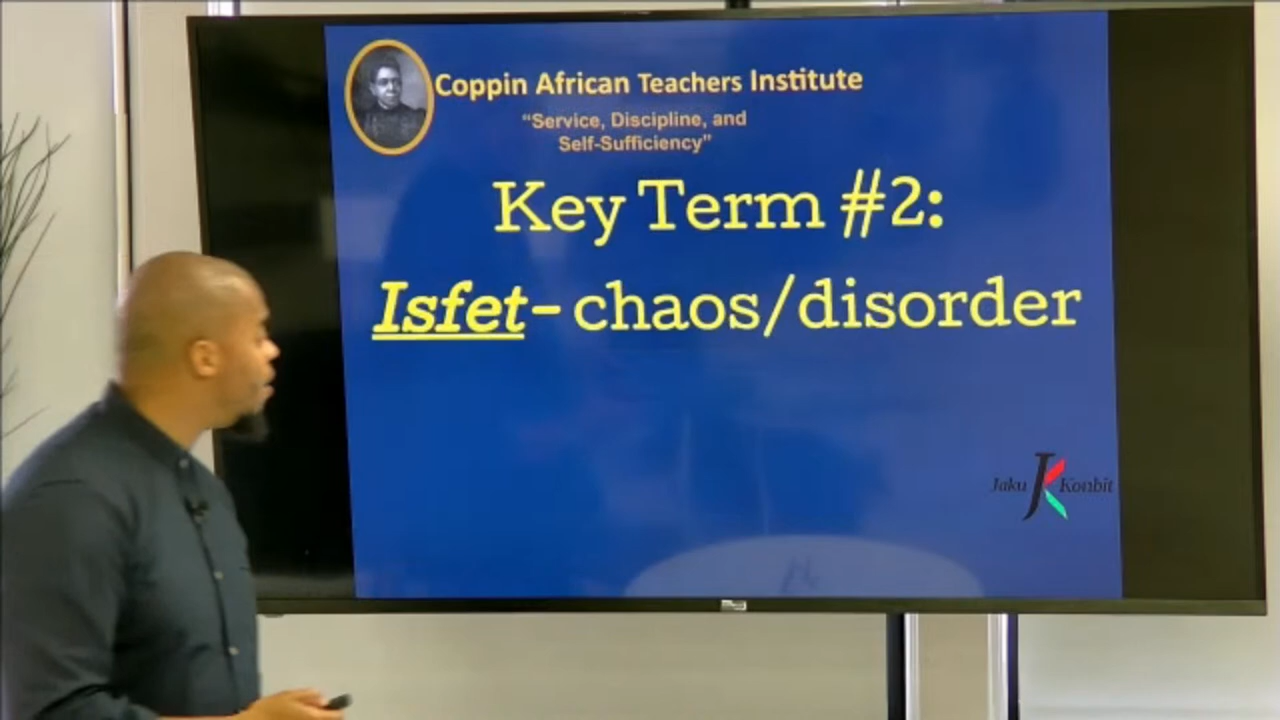 Coppin African Teachers Institute
“Service, Discipline, and
Self-Sufficiency”
Key Term #2:
Isfet- chaos/disorder
Jaku Konbit